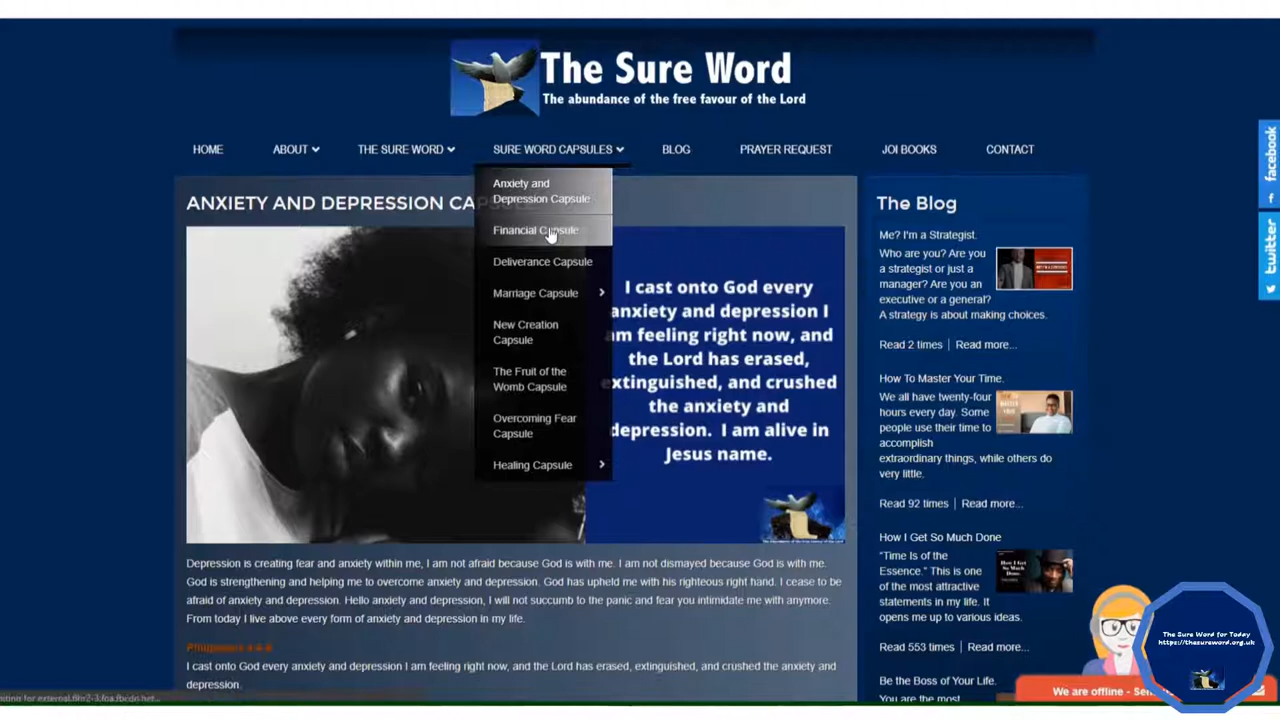 The Sure Word
The abundance of the free favour of the Lord
HOME ABOUT THE SURE WORD SURE WORD CAPSULES BLOG PRAYER REQUEST JOI BOOKS CONTACT
Anxiety and
Depression Capsule
Financial Capsule
Deliverance Capsule
Marriage Capsule
New Creation
Capsule
The Fruit of the
Womb Capsule
Overcoming Fear
Capsule
Healing Capsule
ANXIETY AND DEPRESSION
I cast onto God every
anxiety and depression I
am feeling right now, and
the Lord has erased,
extinguished, and crushed
the anxiety and
depression. I am alive in
Jesus name.
Depression is creating fear and anxiety within me, I am not afraid because God is with me. I am not dismayed because God is with me.
God is strengthening and helping me to overcome anxiety and depression. God has upheld me with his righteous right hand. I cease to be
afraid of anxiety and depression. Hello anxiety and depression, I will not succumb to the panic and fear you intimidate me with anymore.
From today I live above every form of anxiety and depression in my life.
Philippians 4:4-8
I cast onto God every anxiety and depression I am feeling right now, and the Lord has erased, extinguished, and crushed the anxiety and
depression.
The Blog
Me? I'm a Strategist.
Who are you? Are you
a strategist or just a
manager? Are you an
executive or a general?
A strategy is about making choices.
Read 2 times Read more...
How To Master Your Time.
We all have twenty-four
hours every day. Some
people use their time to
accomplish
extraordinary things, while others do
very little.
Read 92 times Read more...
How I Get So Much Done
"Time Is of the
Essence." This is one
of the most attractive
statements in my life. It
opens me up to various ideas.
Read 553 times Read more...
Be the Boss of Your Life.
You are the most
facebook
twitter
We are offline -
The Sure Word for Today
https://thesureword.org.uk